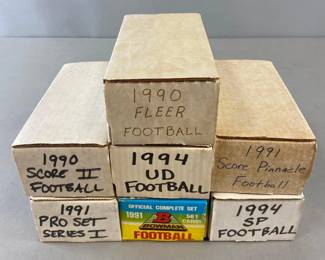 1990
FLEER
FOOTBALL
1990
SCORE II
FOOTBALL
1994
UD
FOOTBALL
1991
Score Pinnacle
Football
1991
PRO SET
SERIES I
OFFICIAL COMPLETE SET
1991
B
BOWMAN
SET
CARDS
FOOTBALL
1994
SP
FOOTBALL